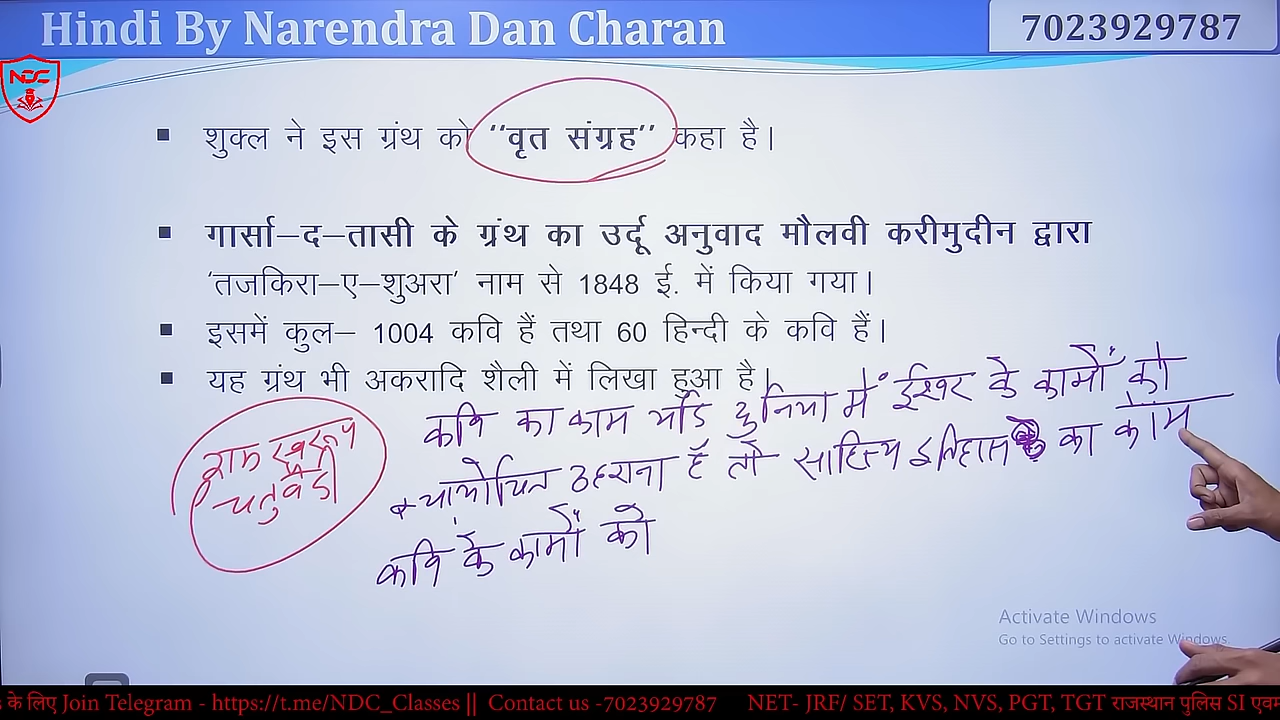 Hindi By Narendra Dan Charan
7023929787
NDC
शुक्ल ने इस ग्रंथ को "वृत संग्रह" कहा है।
गार्सा–द–तासी के ग्रंथ का उर्दू अनुवाद मौलवी करीमुदीन द्वारा
'तजकिरा–ए–शुअरा' नाम से 1848 ई. में किया गया।
इसमें कुल– 1004 कवि हैं तथा 60 हिन्दी के कवि हैं।
यह ग्रंथ भी अकरादि शैली में लिखा हुआ है।
कवि का काम यदि दुनिया में ईश्वर के कामों को
न्यायोचित ठहराना है तो साहित्य इतिहास का काम
कवि के कामों को
राम स्वरूप
चतुर्वेदी
Activate Windows
Go to Settings to activate Windows.
के लिए Join Telegram - https://t.me/NDC_Classes || Contact us -7023929787 NET- JRF/ SET, KVS, NVS, PGT, TGT राजस्थान पुलिस SI एवम